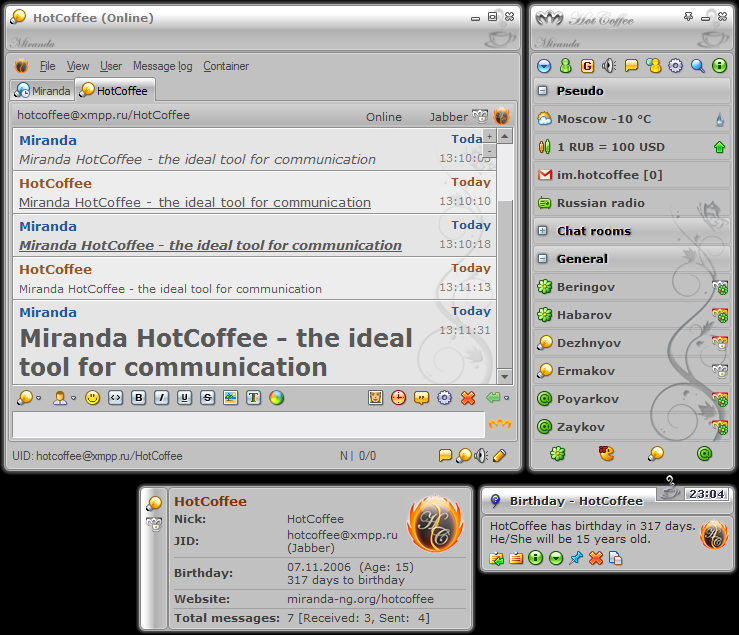 HotCoffee (Online)
Miranda
File View User Message log Container
Miranda HotCoffee
hotcoffee@xmpp.ru/HotCoffee Online Jabber
Miranda Today
Miranda HotCoffee - the ideal tool for communication 13:10:03
HotCoffee Today
Miranda HotCoffee - the ideal tool for communication 13:10:10
Miranda Today
Miranda HotCoffee - the ideal tool for communication 13:10:18
HotCoffee Today
Miranda HotCoffee - the ideal tool for communication 13:11:13
Miranda Today
Miranda HotCoffee - the ideal 13:11:31
tool for communication
B I U S T
UID: hotcoffee@xmpp.ru/HotCoffee N | 0/0
Hot Coffee
Miranda
G
Pseudo
Moscow -10 °C
1 RUB = 100 USD
im.hotcoffee [0]
Russian radio
Chat rooms
General
Beringov
Habarov
Dezhnyov
Ermakov
Poyarkov
Zaykov
HotCoffee
Nick: HotCoffee
JID: hotcoffee@xmpp.ru
(Jabber)
Birthday: 07.11.2006 (Age: 15)
317 days to birthday
Website: miranda-ng.org/hotcoffee
Total messages: 7 [Received: 3, Sent: 4]
HC
Birthday - HotCoffee 23:04
HotCoffee has birthday in 317 days.
He/She will be 15 years old.